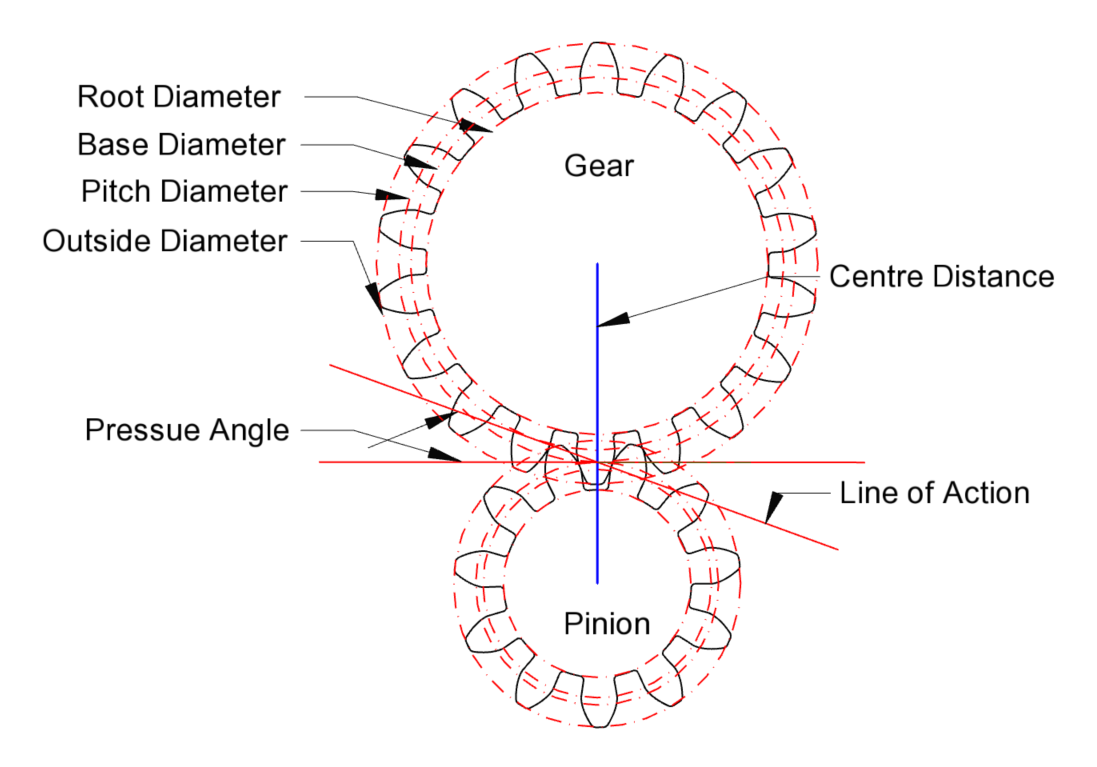 Root Diameter
Base Diameter
Pitch Diameter
Outside Diameter
Gear
Centre Distance
Pressue Angle
Line of Action
Pinion